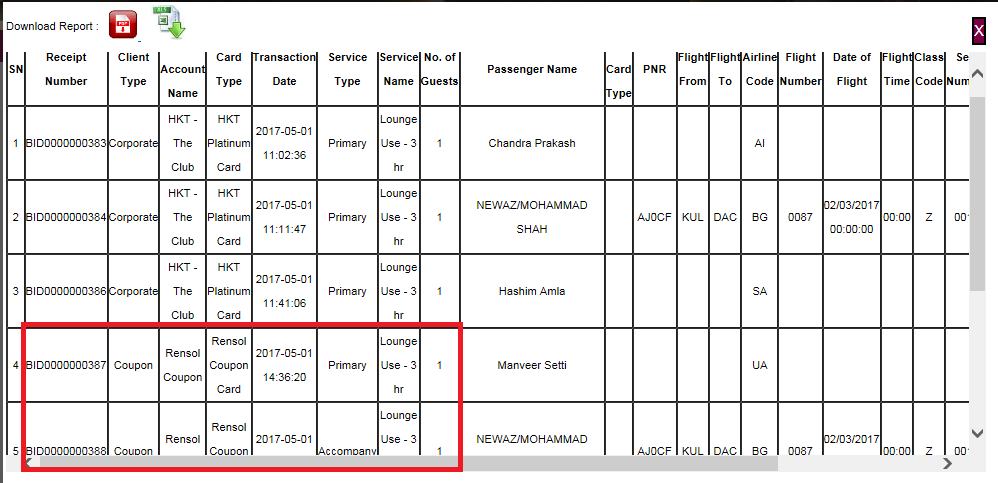 Download Report :
PDF
XLS
X
SN Receipt Number Client Type Account Name Card Type Transaction Date Service Type Service Name No. of Guests Passenger Name Card Type PNR Flight From Flight To Airline Code Flight Number Date of Flight Flight Time Class Code Se Num
1 BID0000000383 Corporate HKT - The Club HKT Platinum Card 2017-05-01 11:02:36 Primary Lounge Use - 3 hr 1 Chandra Prakash AI
2 BID0000000384 Corporate HKT - The Club HKT Platinum Card 2017-05-01 11:11:47 Primary Lounge Use - 3 hr 1 NEWAZ/MOHAMMAD SHAH AJ0CF KUL DAC BG 0087 02/03/2017 00:00:00 00:00 Z 00
3 BID0000000386 Corporate HKT - The Club HKT Platinum Card 2017-05-01 11:41:06 Primary Lounge Use - 3 hr 1 Hashim Amla SA
4 BID0000000387 Coupon Rensol Coupon Rensol Coupon Card 2017-05-01 14:36:20 Primary Lounge Use - 3 hr 1 Manveer Setti UA
5 BID0000000388 Coupon Rensol Rensol Coupon 2017-05-01 Accompany Lounge Use - 3 1 NEWAZ/MOHAMMAD AJ0CF KUL DAC BG 0087 02/03/2017 00:00 Z 00